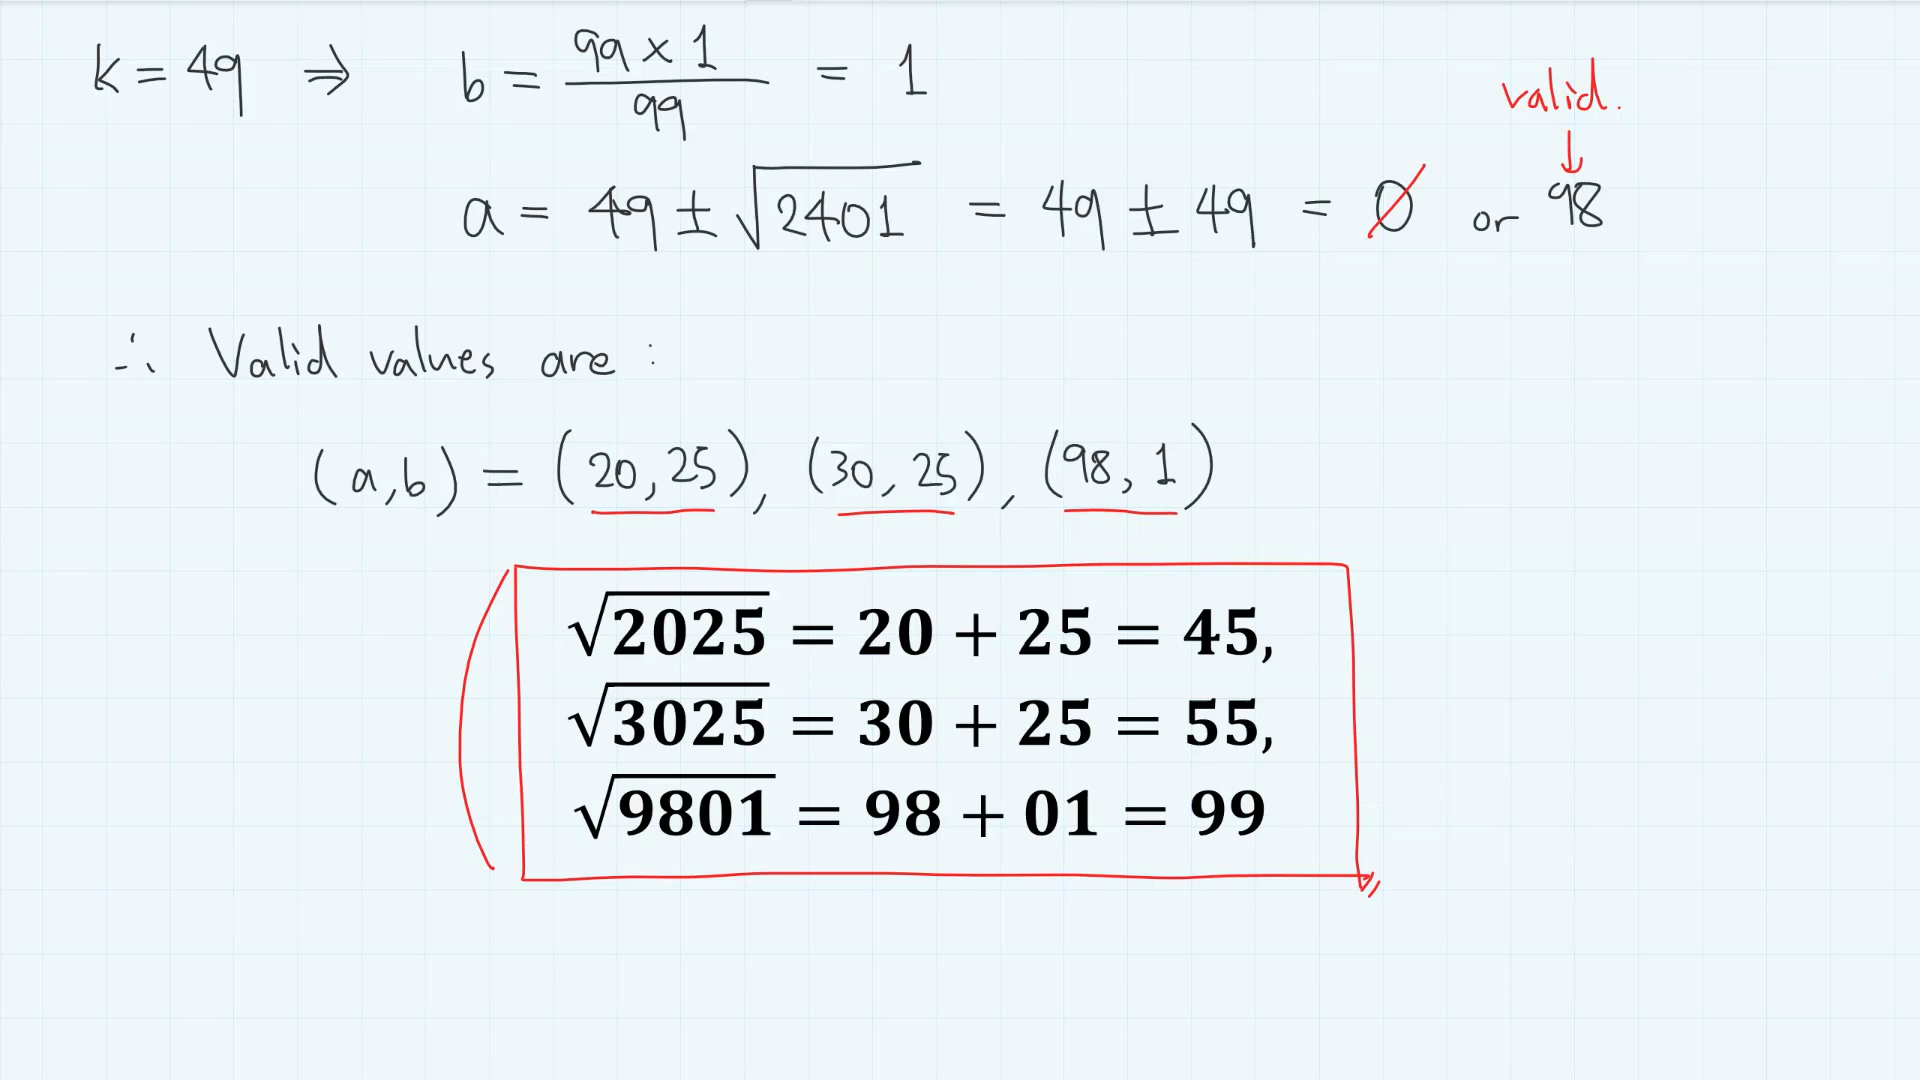 k = 49 ⇒ b = \frac{99 × 1}{99} = 1
valid.
↓
a = 49 ± √2401 = 49 ± 49 = 0 or 98
∴ Valid values are :
(a,b) = (20,25), (30,25), (98,1)
√2025 = 20 + 25 = 45,
√3025 = 30 + 25 = 55,
√9801 = 98 + 01 = 99